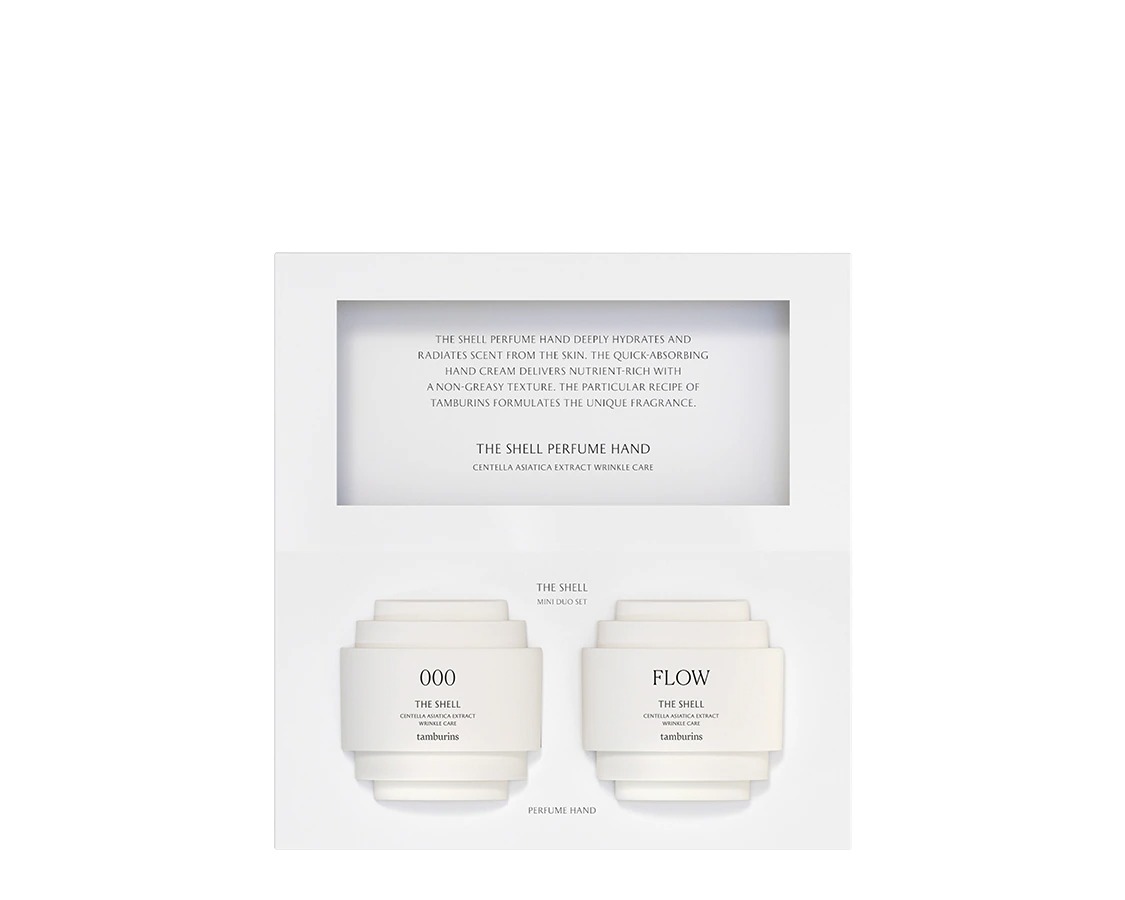 THE SHELL PERFUME HAND DEEPLY HYDRATES AND
RADIATES SCENT FROM THE SKIN. THE QUICK-ABSORBING
HAND CREAM DELIVERS NUTRIENT-RICH WITH
A NON-GREASY TEXTURE. THE PARTICULAR RECIPE OF
TAMBURINS FORMULATES THE UNIQUE FRAGRANCE.
THE SHELL PERFUME HAND
CENTELLA ASIATICA EXTRACT WRINKLE CARE
THE SHELL
MINI DUO SET
000
THE SHELL
CENTELLA ASIATICA EXTRACT
WRINKLE CARE
tamburins
FLOW
THE SHELL
CENTELLA ASIATICA EXTRACT
WRINKLE CARE
tamburins
PERFUME HAND